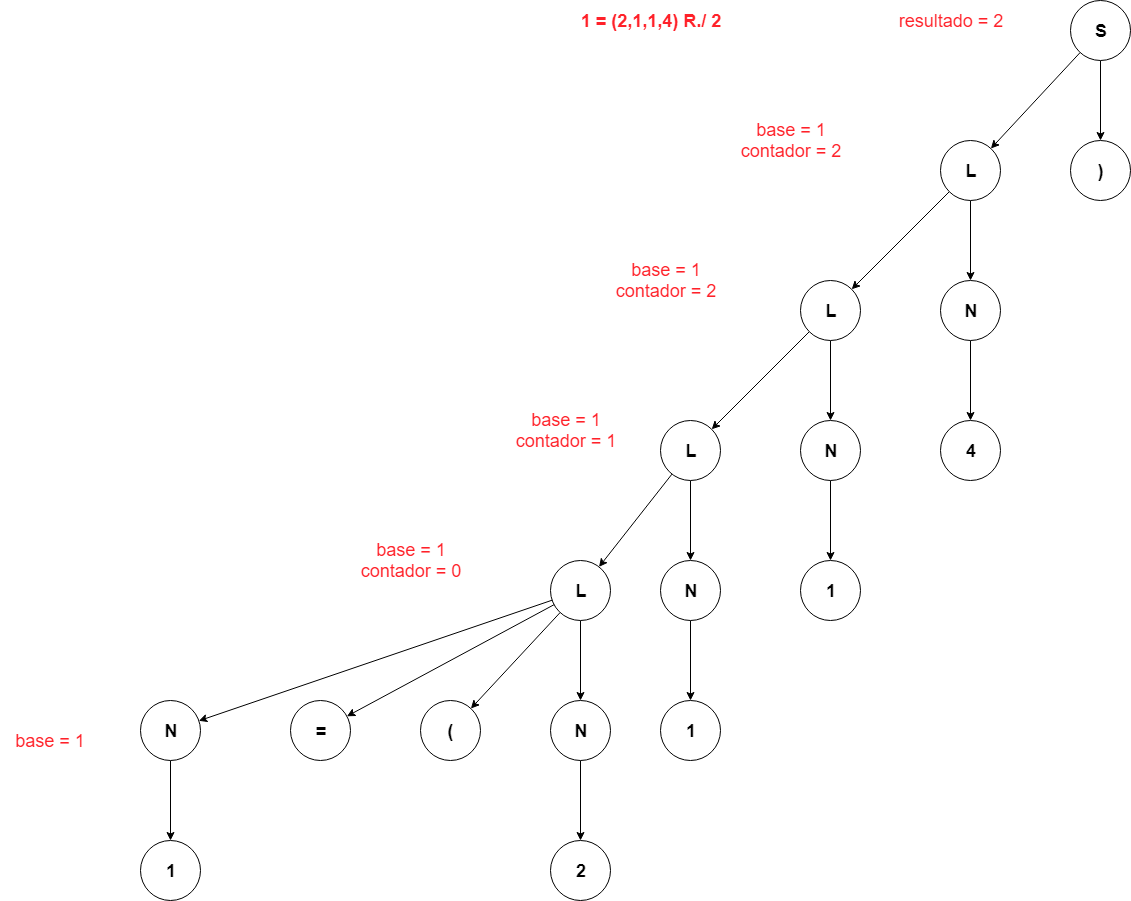 1 = (2,1,1,4) R./ 2
resultado = 2
S
base = 1
contador = 2
L
)
base = 1
contador = 2
L
N
base = 1
contador = 1
L
N
4
base = 1
contador = 0
L
N
1
base = 1
N
=
(
N
1
1
2